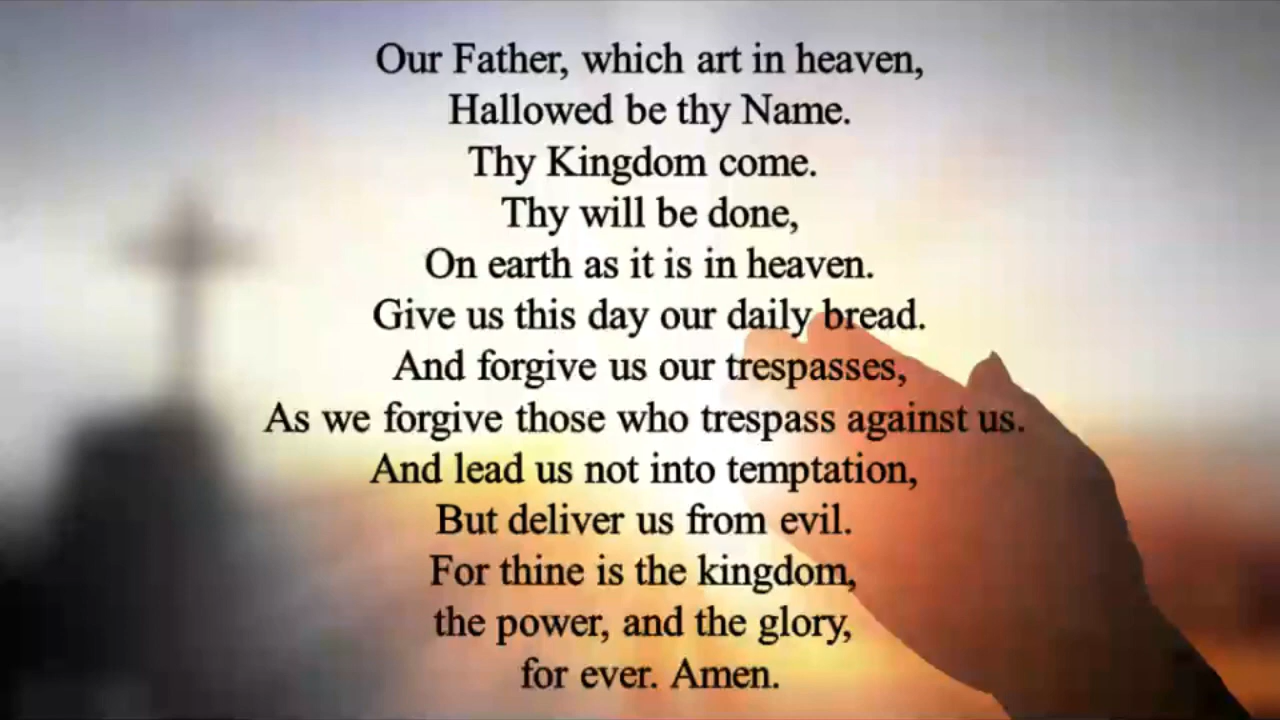 Our Father, which art in heaven,
Hallowed be thy Name.
Thy Kingdom come.
Thy will be done,
On earth as it is in heaven.
Give us this day our daily bread.
And forgive us our trespasses,
As we forgive those who trespass against us.
And lead us not into temptation,
But deliver us from evil.
For thine is the kingdom,
the power, and the glory,
for ever. Amen.